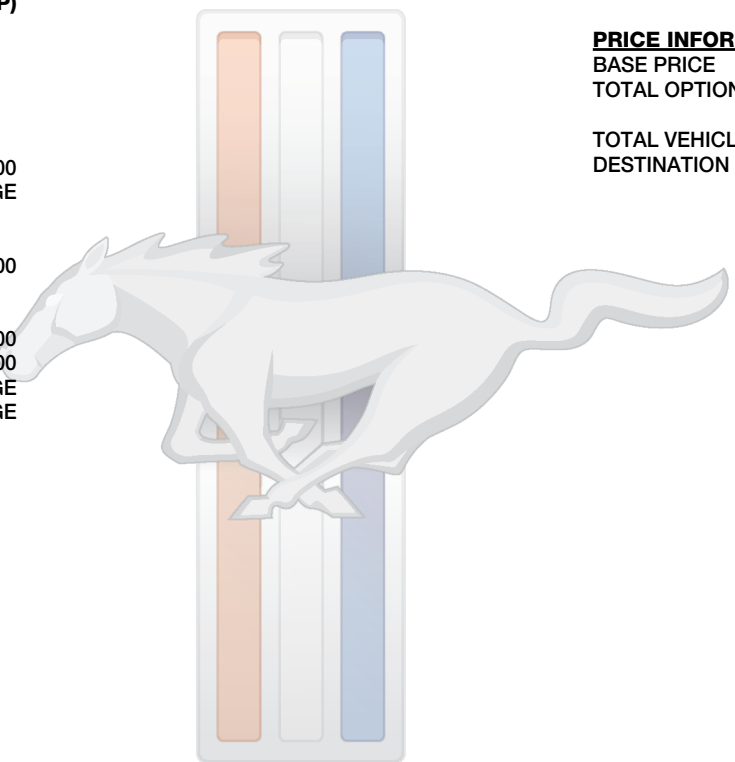 P)
00
GE
00
00
00
GE
GE
PRICE INFOR
BASE PRICE
TOTAL OPTION
TOTAL VEHICL
DESTINATION